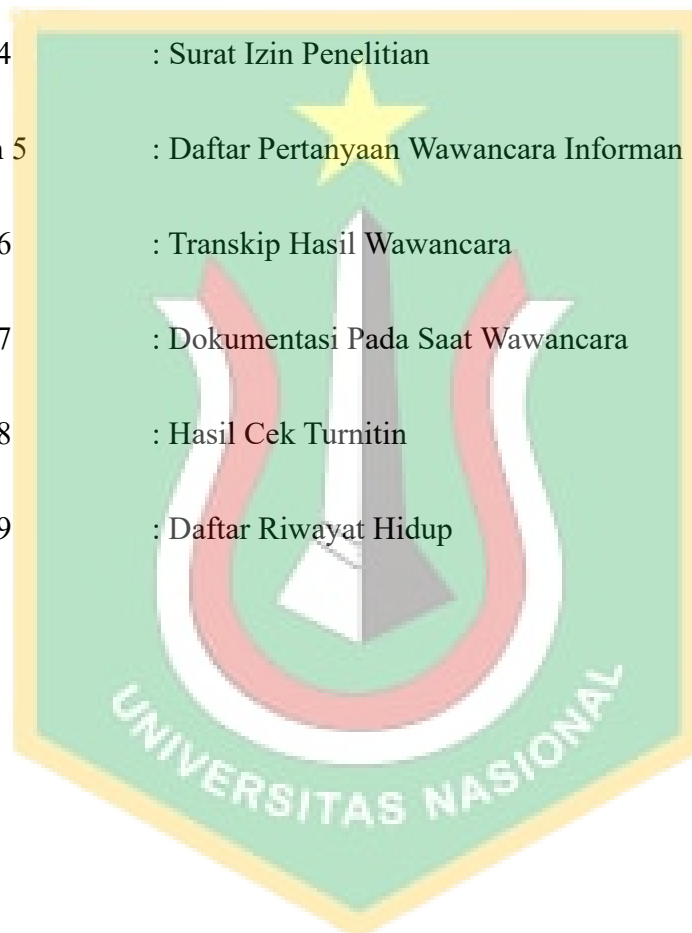 4 : Surat Izin Penelitian
n 5 : Daftar Pertanyaan Wawancara Informan
6 : Transkip Hasil Wawancara
7 : Dokumentasi Pada Saat Wawancara
8 : Hasil Cek Turnitin
9 : Daftar Riwayat Hidup
UNIVERSITAS NASIONAL